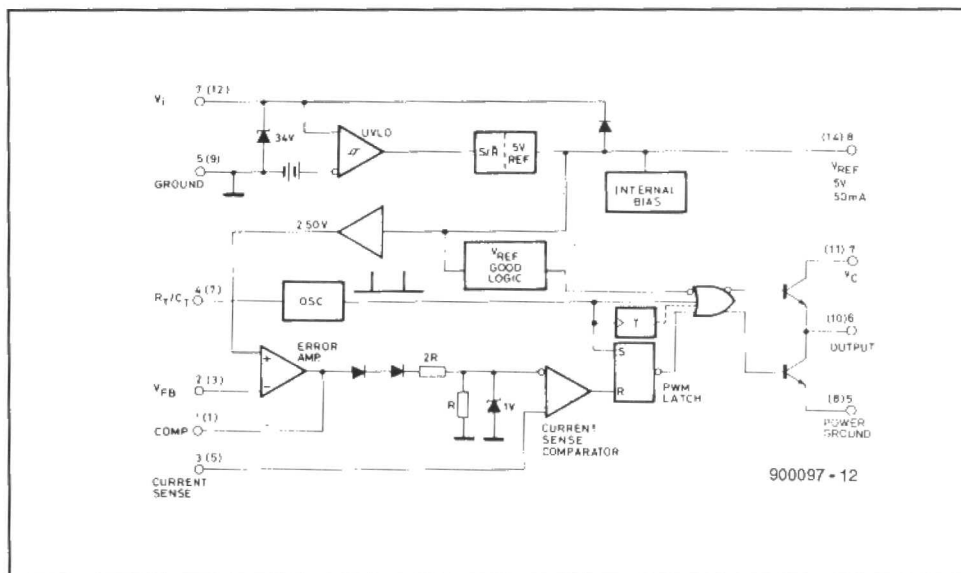 7 (12)
Vi
34V
UVLO
S/R
5V
REF
(14) 8
VREF
5V
50mA
5 (9)
GROUND
INTERNAL
BIAS
2.50V
VREF
GOOD
LOGIC
(11) 7
VC
4 (7)
RT/CT
OSC
T
(10) 6
OUTPUT
ERROR
AMP.
2R
S
R
PWM
LATCH
VFB
2 (3)
R
1V
1 (1)
COMP
CURRENT
SENSE
COMPARATOR
(8) 5
POWER
GROUND
3 (5)
CURRENT
SENSE
900097 - 12